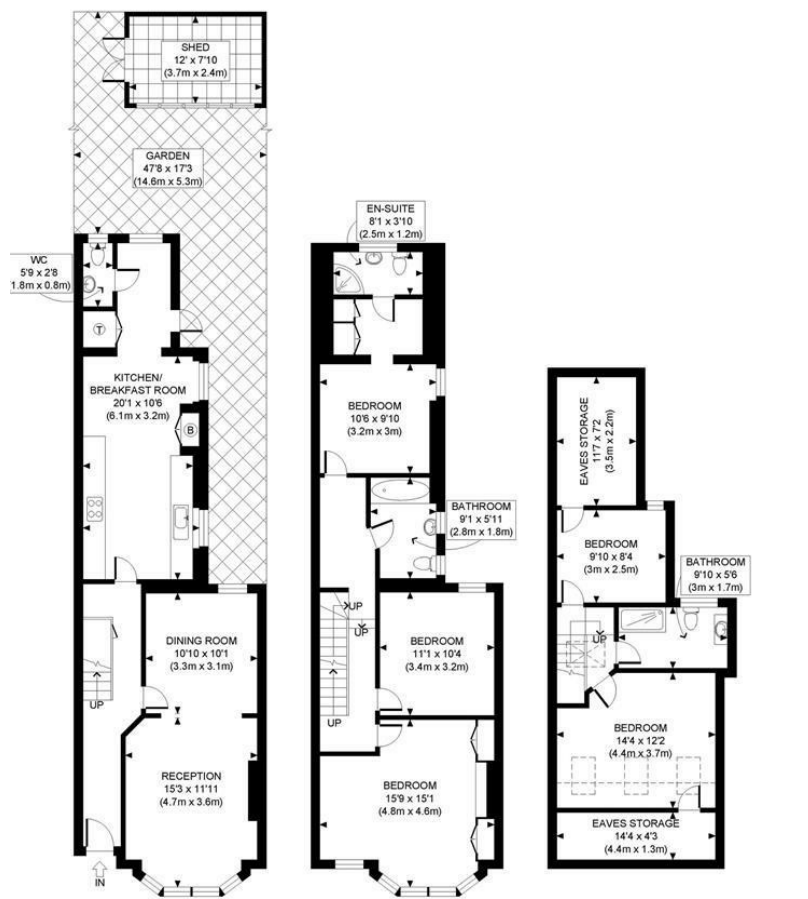 SHED
12' x 7'10
(3.7m x 2.4m)
GARDEN
47'8 x 17'3
(14.6m x 5.3m)
WC
5'9 x 2'8
1.8m x 0.8m)
T
KITCHEN/
BREAKFAST ROOM
20'1 x 10'6
(6.1m x 3.2m)
B
DINING ROOM
10'10 x 10'1
(3.3m x 3.1m)
UP
RECEPTION
15'3 x 11'11
(4.7m x 3.6m)
IN
EN-SUITE
8'1 x 3'10
(2.5m x 1.2m)
BEDROOM
10'6 x 9'10
(3.2m x 3m)
BATHROOM
9'1 x 5'11
(2.8m x 1.8m)
UP
UP
BEDROOM
11'1 x 10'4
(3.4m x 3.2m)
UP
BEDROOM
15'9 x 15'1
(4.8m x 4.6m)
EAVES STORAGE
11'7 x 7'2
(3.5m x 2.2m)
BEDROOM
9'10 x 8'4
(3m x 2.5m)
BATHROOM
9'10 x 5'6
(3m x 1.7m)
UP
BEDROOM
14'4 x 12'2
(4.4m x 3.7m)
EAVES STORAGE
14'4 x 4'3
(4.4m x 1.3m)